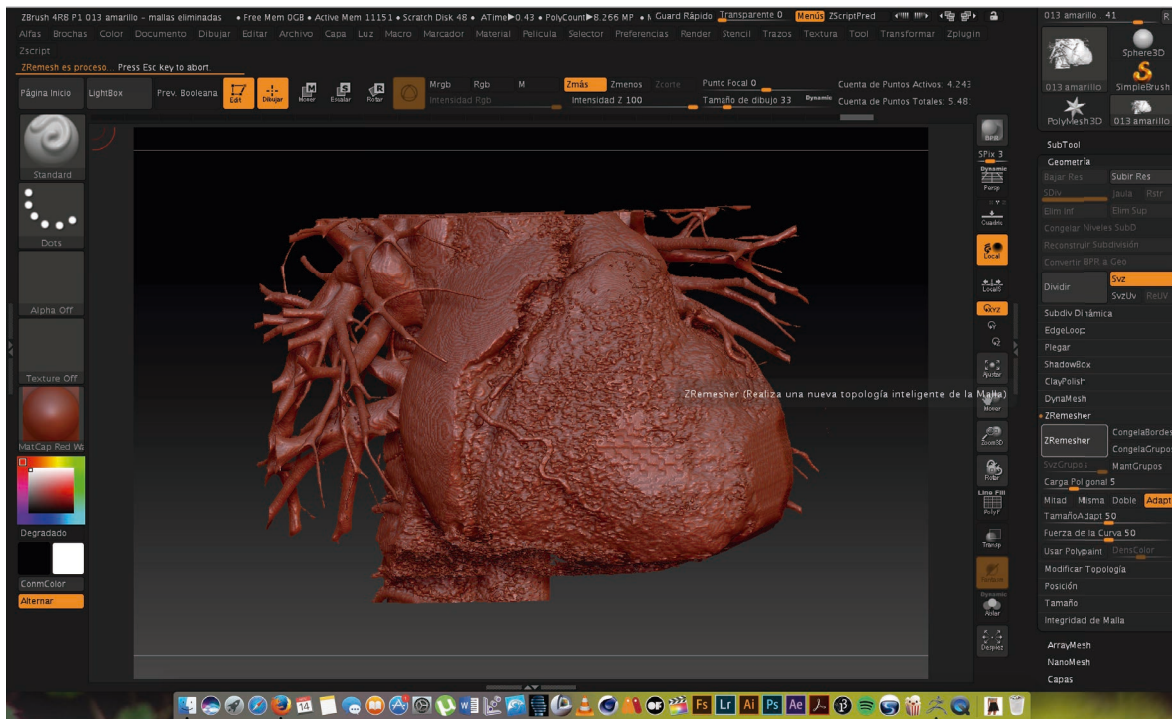 ZBrush 4R8 P1 013 amarillo - mallas eliminadas • Free Mem 0GB • Active Mem 11151 • Scratch Disk 48 • ATime▶0.43 • PolyCount▶8.266 MP • Guard Rápido Transparente 0 Menús ZScriptPred
Alfas Brochas Color Documento Dibujar Editar Archivo Capa Luz Macro Marcador Material Película Selector Preferencias Render Stencil Trazos Textura Tool Transformar Zplugin
Zscript
ZRemesh es proceso... Press Esc key to abort.
Página Inicio LightBox Prev. Booleana Edit Dibujar Mover Escalar Rotar
Mrgb Rgb M Zmás Zmenos Zcorte Punto Focal 0 Cuenta de Puntos Activos: 4.243
Intensidad Rgb Intensidad Z 100 Tamaño de dibujo 33 Dynamic Cuenta de Puntos Totales: 5.48
Standard
Dots
Alpha Off
Texture Off
MatCap Red Wa
Degradado
ConmColor
Alternar
ZRemesher (Realiza una nueva topología inteligente de la Malla)
BPR
SPix 3
Dynamic
Persp
Cuadric
Local
LocalS
XYZ
Ajustar
Mover
Zoom3D
Rotar
Line Fill
PolyF
Transp
Dynamic
Desplez
013 amarillo . 41 R
Sphere3D
013 amarillo SimpleBrush
PolyMesh3D 013 amarillo
SubTool
Geometría
Bajar Res Subir Res
SDiv Jaula Rstr
Elim Inf Elim Sup
Congelar Niveles SubD
Reconstruir Subdivisión
Convertir BPR a Geo
Dividir Svz
SvzUv ReUV
Subdiv Dinámica
EdgeLoop
Plegar
ShadowBox
ClayPolish
DynaMesh
ZRemesher
ZRemesher CongelaBordes
CongelaGrupos
SvzGrupos MantGrupos
Carga Poligonal 5
Mitad Misma Doble Adapt
TamañoAdapt 50
Fuerza de la Curva 50
Usar Polypaint DensColor
Modificar Topología
Posición
Tamaño
Integridad de Malla
ArrayMesh
NanoMesh
Capas
14 Fs Lr Ai Ps Ae